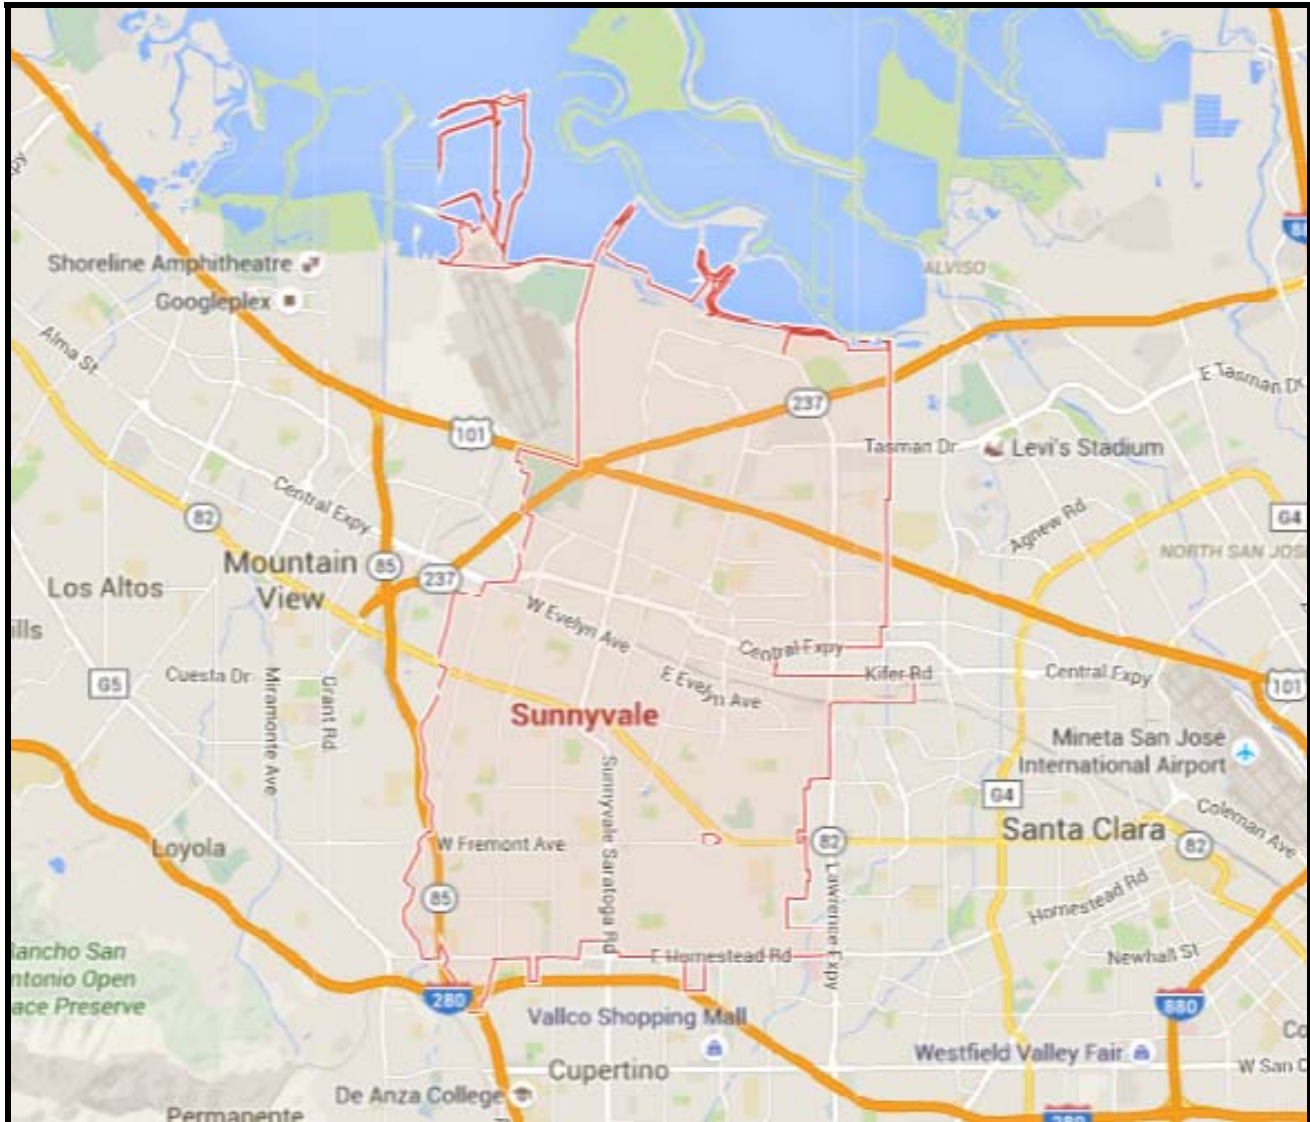 88
Shoreline Amphitheatre
ALVISO
Googleplex
Alma St
E Tasman Dr
237
101
Tasman Dr
Levi's Stadium
Central Expy
82
Agnew Rd
G4
NORTH SAN JOS
Mountain
View
85
237
Los Altos
ills
W Evelyn Ave
Central Expy
Cuesta Dr
G5
Miramonte Ave
Grant Rd
E Evelyn Ave
Kifer Rd
Central Expy
101
Sunnyvale
Mineta San Jose
International Airport
Sunnyvale Saratoga Rd
G4
Coleman Ave
Santa Clara
82
82
W Fremont Ave
Loyola
85
Lawrence Expy
Homestead Rd
E Homestead Rd
Newhall St
Rancho San
ntonio Open
ace Preserve
280
880
Vallco Shopping Mall
Westfield Valley Fair
Cupertino
W San C
De Anza College
Permanente
280